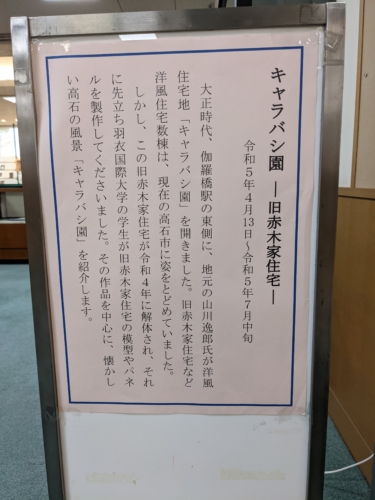 キャラバシ園 ―旧赤木家住宅―
令和５年４月13日～令和５年７月中旬
大正時代、伽羅橋駅の東側に、地元の山川逸郎氏が洋風
住宅地「キャラバシ園」を開きました。旧赤木家住宅など
洋風住宅数棟は、現在の高石市に姿をとどめていました。
しかし、この旧赤木家住宅が令和４年に解体され、それ
に先立ち羽衣国際大学の学生が旧赤木家住宅の模型やパネ
ルを製作してくださいました。その作品を中心に、懐かし
い高石の風景「キャラバシ園」を紹介します。